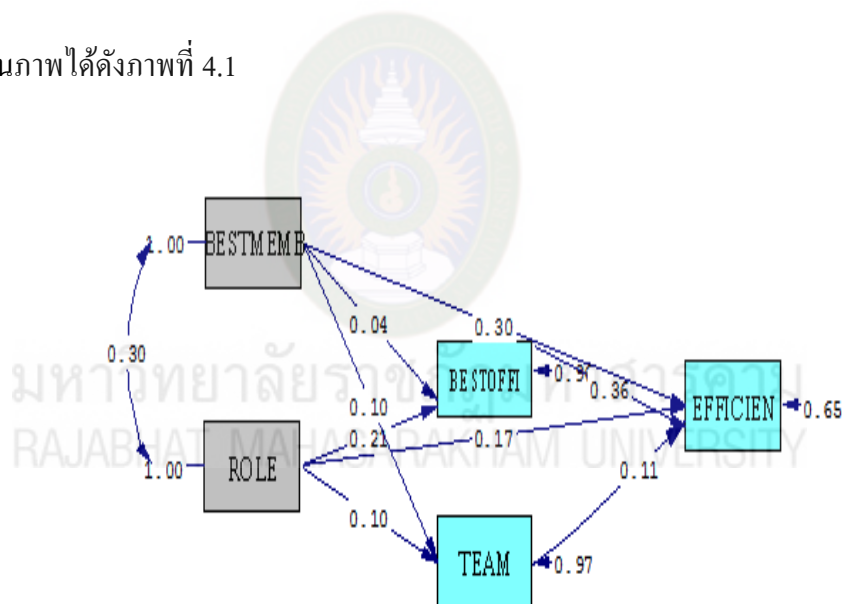 นภาพได้ดังภาพที่ 4.1
1.00
BESTMEMB
0.04
0.30
0.30
BESTOFFI
0.97
0.36
EFFICIEN
0.65
0.10
0.21
0.17
1.00
ROLE
0.11
0.10
TEAM
0.97
มหาวิทยาลัยราชภัฏมหาสารคาม
RAJABHAT MAHASARAKHAM UNIVERSITY